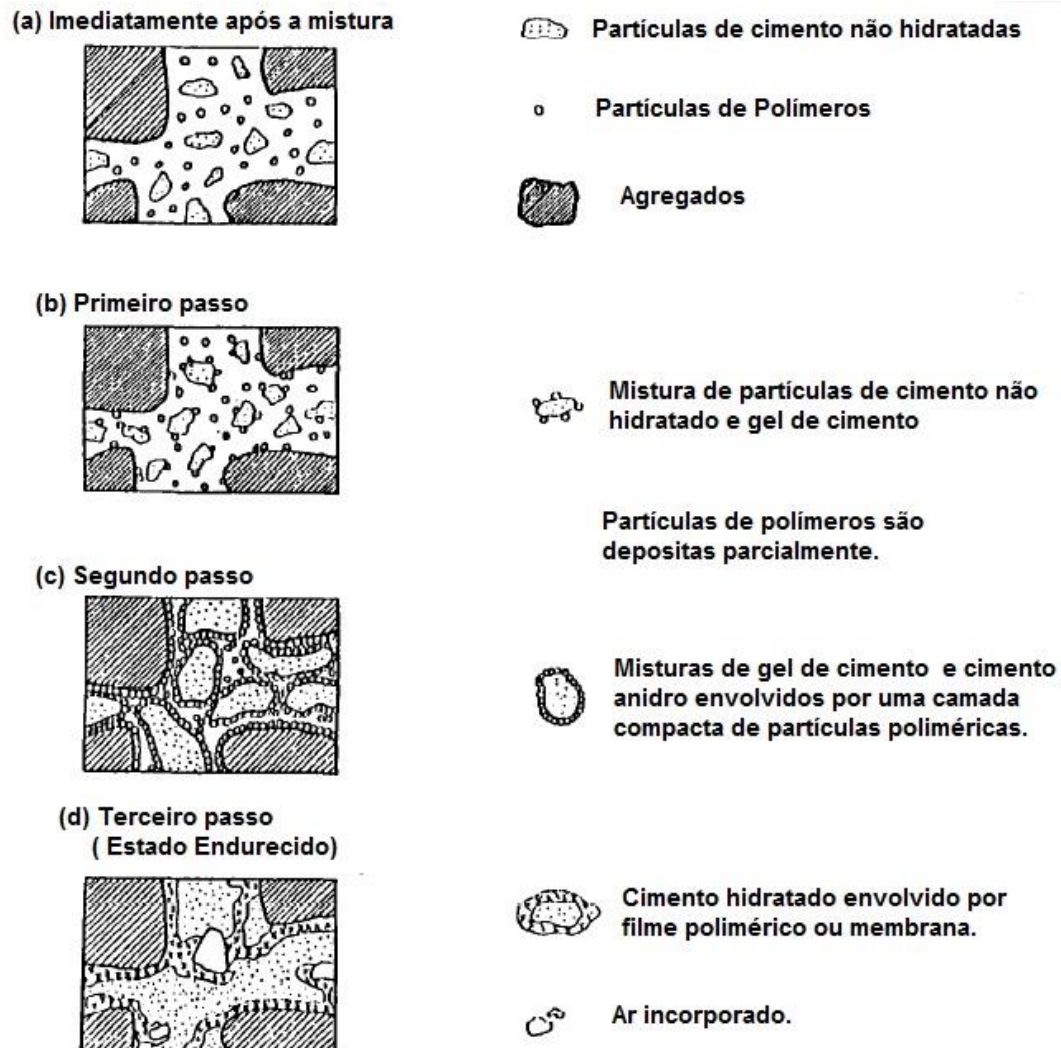 (a) Imediatamente após a mistura
Partículas de cimento não hidratadas
Partículas de Polímeros
Agregados
(b) Primeiro passo
Mistura de partículas de cimento não
hidratado e gel de cimento
Partículas de polímeros são
depositas parcialmente.
(c) Segundo passo
Misturas de gel de cimento e cimento
anidro envolvidos por uma camada
compacta de partículas poliméricas.
(d) Terceiro passo
( Estado Endurecido)
Cimento hidratado envolvido por
filme polimérico ou membrana.
Ar incorporado.